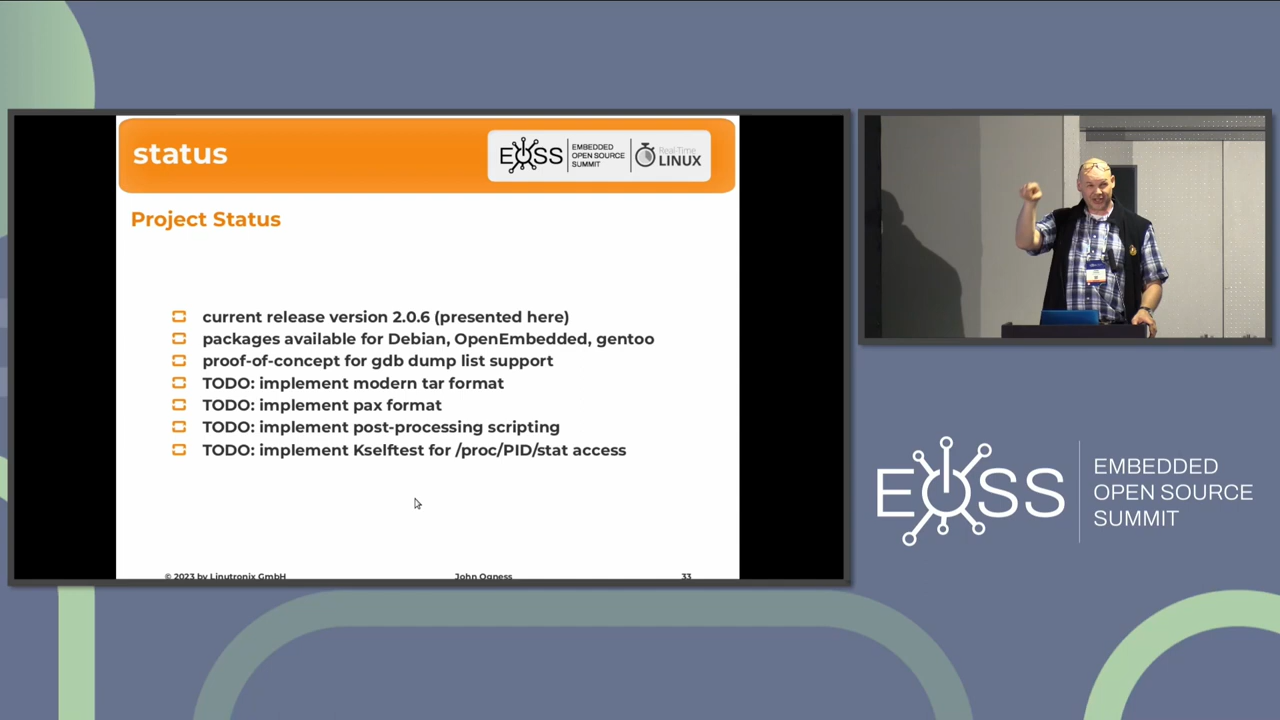 status
EOSS
EMBEDDED
OPEN SOURCE
SUMMIT
Real-Time
LINUX
Project Status
current release version 2.0.6 (presented here)
packages available for Debian, OpenEmbedded, gentoo
proof-of-concept for gdb dump list support
TODO: implement modern tar format
TODO: implement pax format
TODO: implement post-processing scripting
TODO: implement Kselftest for /proc/PID/stat access
© 2023 by Linutronix GmbH
John Ogness
33
EOSS
EMBEDDED
OPEN SOURCE
SUMMIT